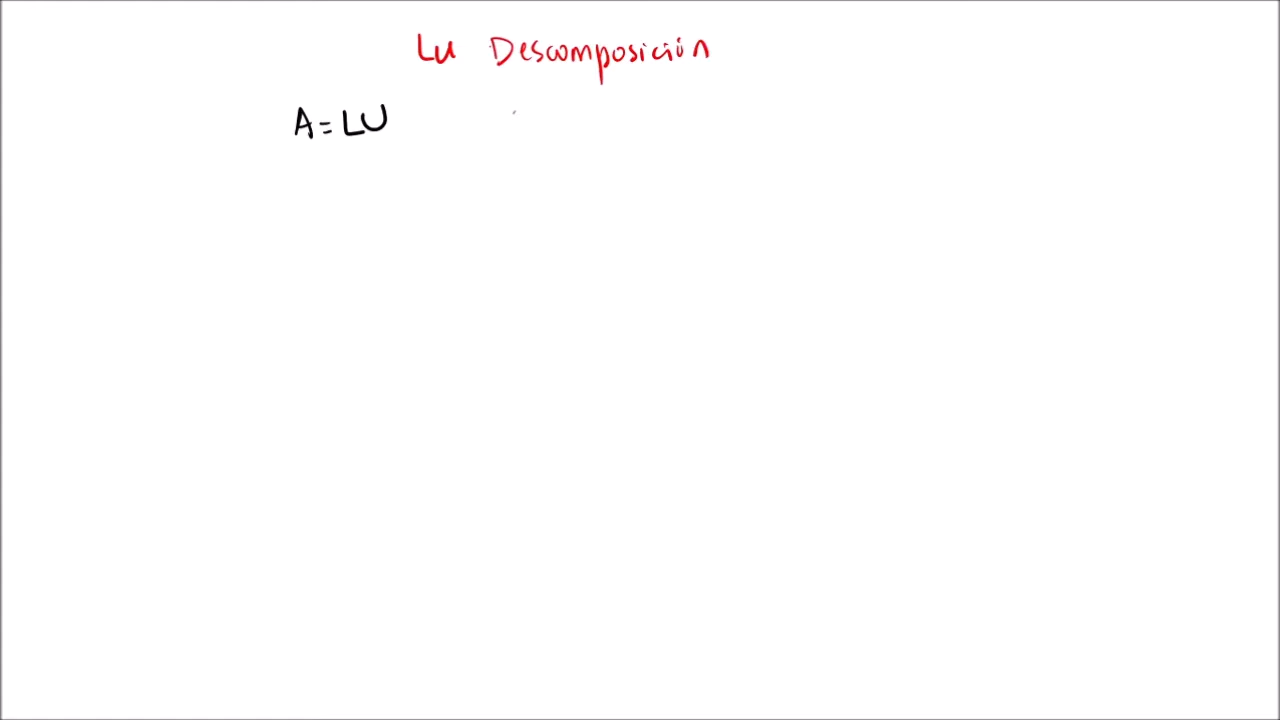 Lu Descomposición
A = LU